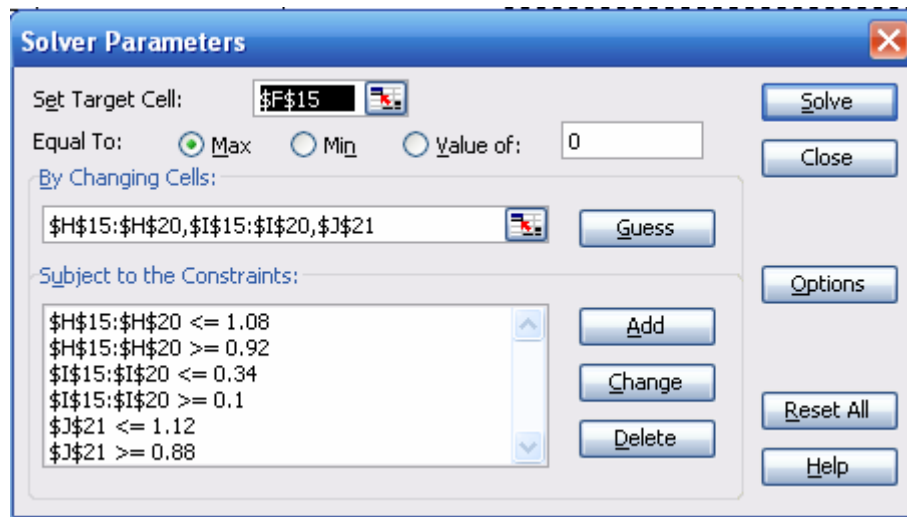 Solver Parameters
Set Target Cell: $F$15
Solve
Equal To: Max Min Value of: 0
Close
By Changing Cells:
$H$15:$H$20,$I$15:$I$20,$J$21
Guess
Subject to the Constraints:
Options
$H$15:$H$20 <= 1.08
$H$15:$H$20 >= 0.92
$I$15:$I$20 <= 0.34
$I$15:$I$20 >= 0.1
$J$21 <= 1.12
$J$21 >= 0.88
Add
Change
Delete
Reset All
Help